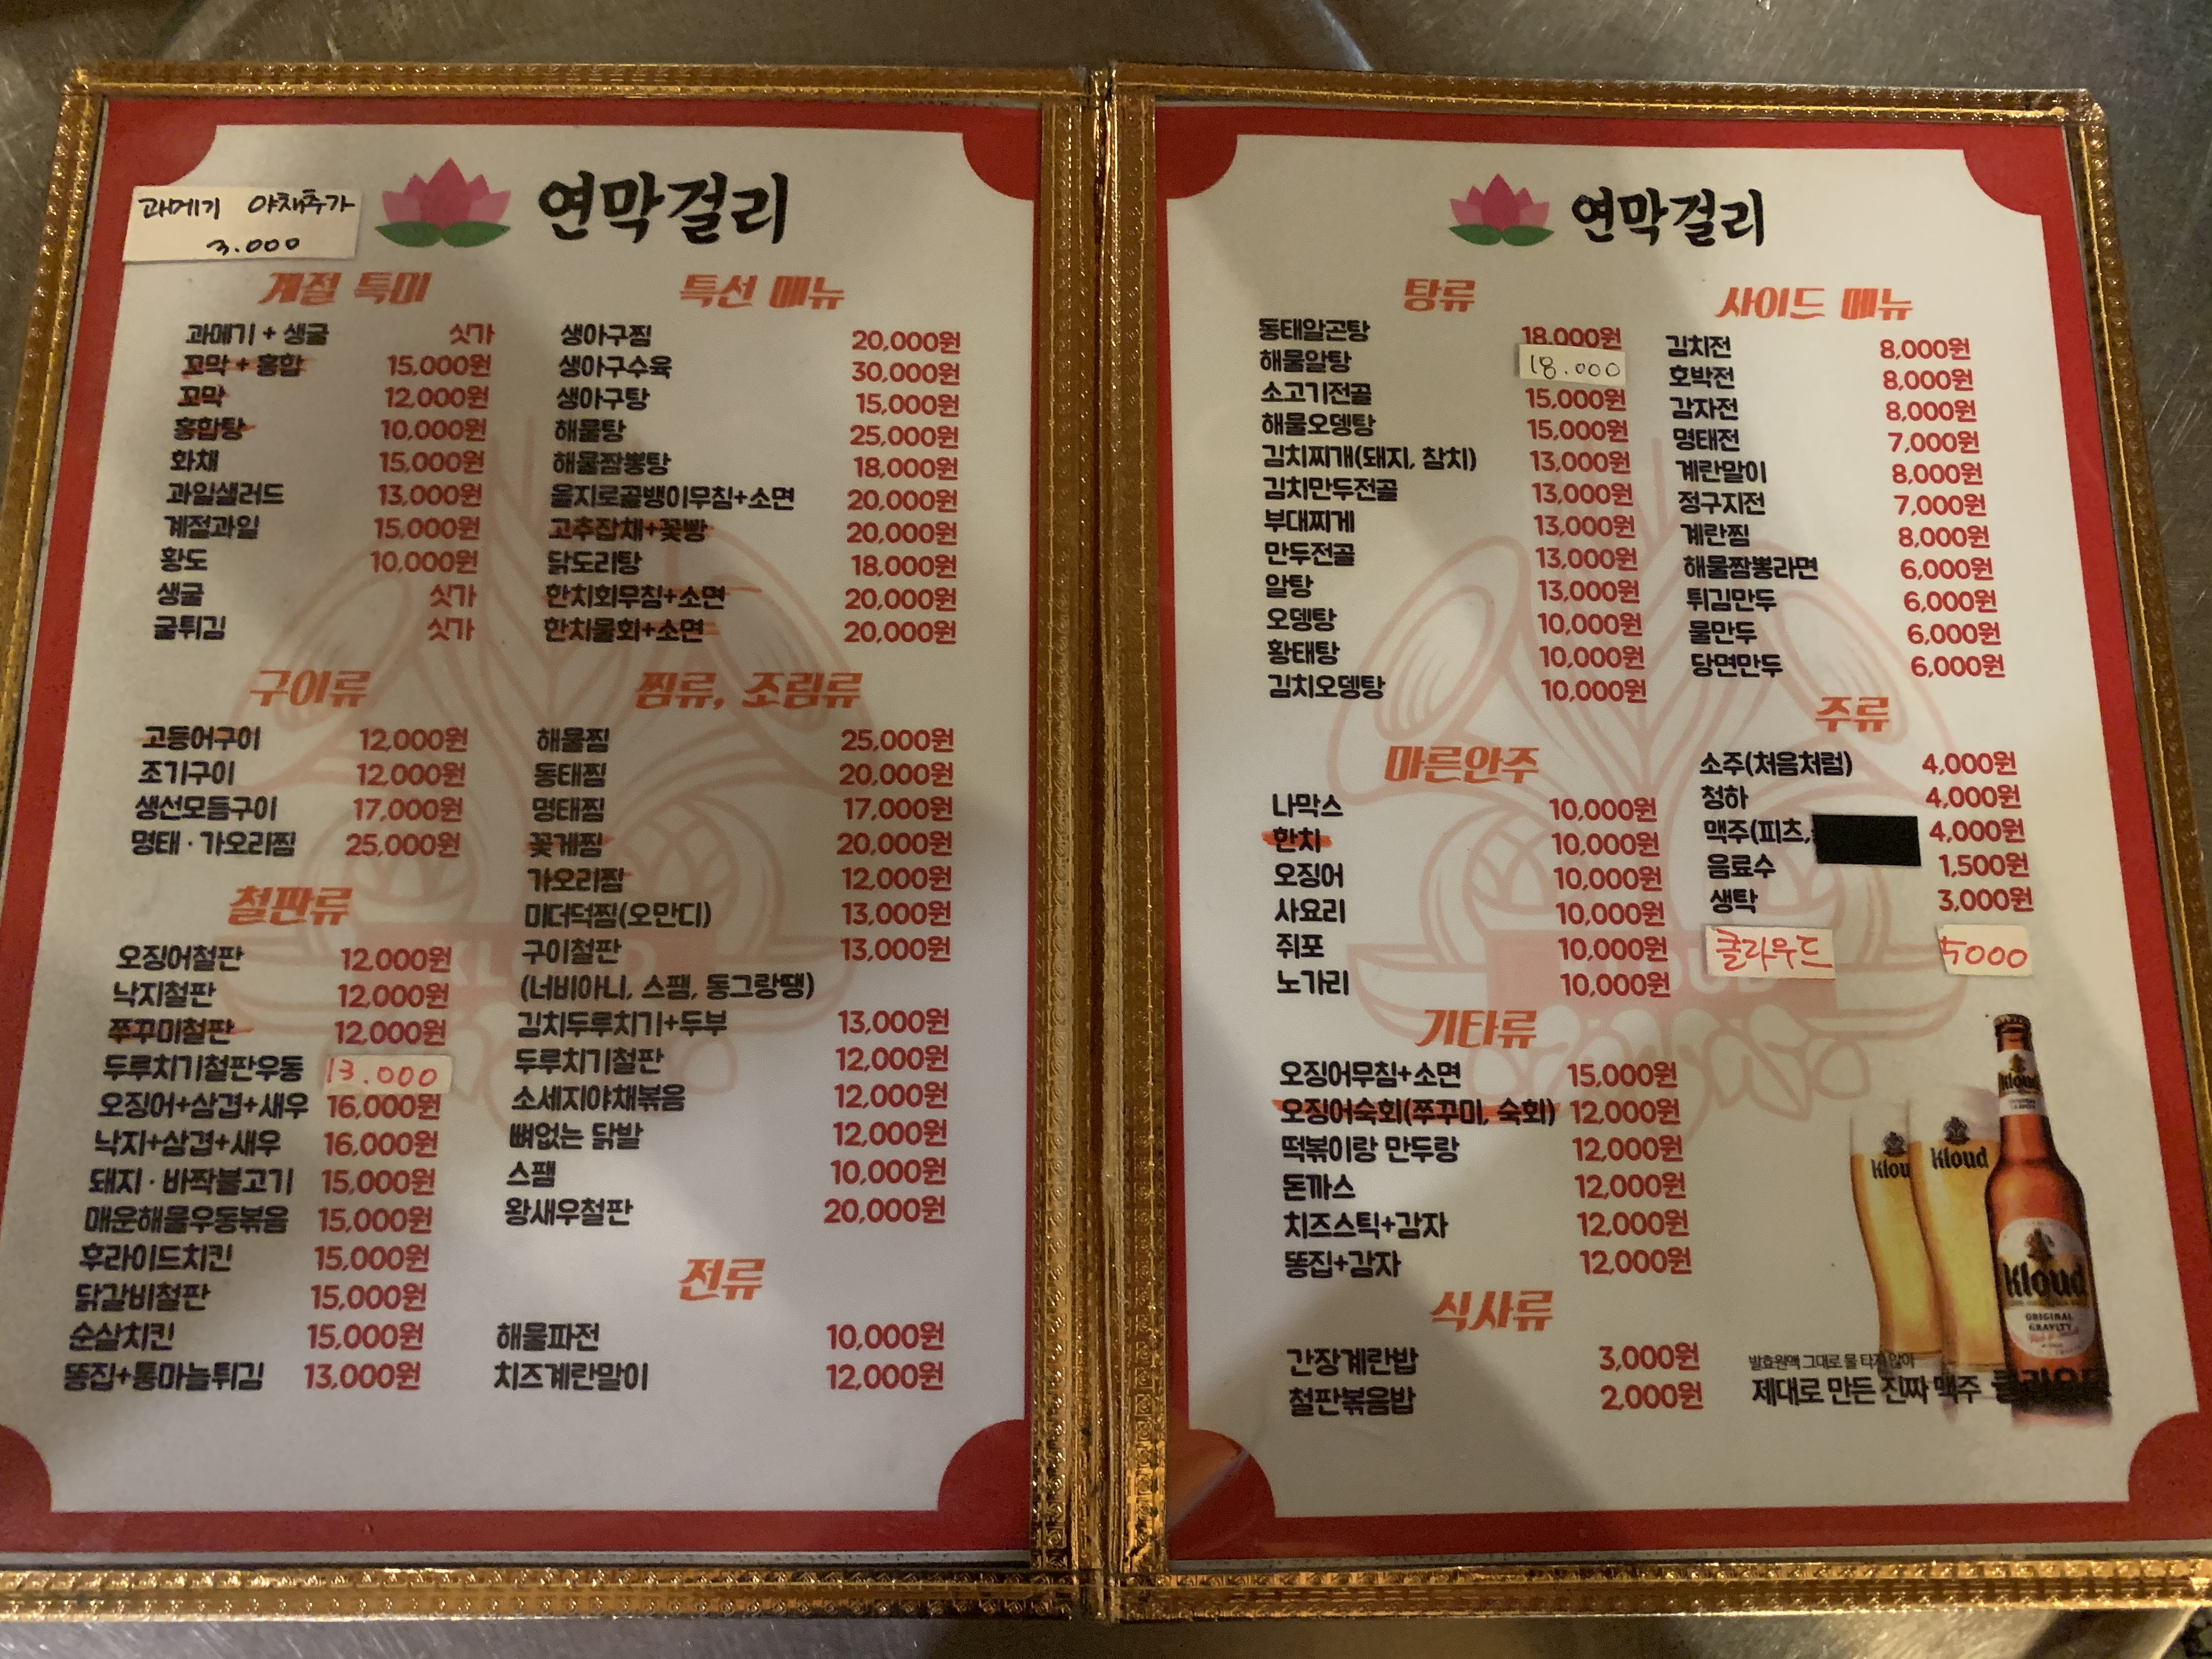 과메기 야채추가
3.000
연막걸리
계절 특미
과메기 + 생굴 싯가
꼬막 + 홍합 15,000원
꼬막 12,000원
홍합탕 10,000원
화채 15,000원
과일샐러드 13,000원
계절과일 15,000원
황도 10,000원
생굴 싯가
굴튀김 싯가
특선 메뉴
생아구찜 20,000원
생아구수육 30,000원
생아구탕 15,000원
해물탕 25,000원
해물짬뽕탕 18,000원
을지로골뱅이무침+소면 20,000원
고추잡채+꽃빵 20,000원
닭도리탕 18,000원
한치회무침+소면 20,000원
한치물회+소면 20,000원
구이류
고등어구이 12,000원
조기구이 12,000원
생선모듬구이 17,000원
명태 · 가오리찜 25,000원
철판류
오징어철판 12,000원
낙지철판 12,000원
쭈꾸미철판 12,000원
두루치기철판우동 13.000
오징어+삼겹+새우 16,000원
낙지+삼겹+새우 16,000원
돼지 · 바짝불고기 15,000원
매운해물우동볶음 15,000원
후라이드치킨 15,000원
닭갈비철판 15,000원
순살치킨 15,000원
똥집+통마늘튀김 13,000원
찜류, 조림류
해물찜 25,000원
동태찜 20,000원
명태찜 17,000원
꽃게찜 20,000원
가오리찜 12,000원
미더덕찜(오만디) 13,000원
구이철판 13,000원
(너비아니, 스팸, 동그랑땡)
김치두루치기+두부 13,000원
두루치기철판 12,000원
소세지야채볶음 12,000원
뼈없는 닭발 12,000원
스팸 10,000원
왕새우철판 20,000원
전류
해물파전 10,000원
치즈계란말이 12,000원
연막걸리
탕류
동태알곤탕 18,000원
해물알탕 18.000
소고기전골 15,000원
해물오뎅탕 15,000원
김치찌개(돼지, 참치) 13,000원
김치만두전골 13,000원
부대찌게 13,000원
만두전골 13,000원
알탕 13,000원
오뎅탕 10,000원
황태탕 10,000원
김치오뎅탕 10,000원
마른안주
나막스 10,000원
한치 10,000원
오징어 10,000원
사요리 10,000원
쥐포 10,000원
노가리 10,000원
기타류
오징어무침+소면 15,000원
오징어숙회(쭈꾸미, 숙회) 12,000원
떡볶이랑 만두랑 12,000원
돈까스 12,000원
치즈스틱+감자 12,000원
똥집+감자 12,000원
식사류
간장계란밥 3,000원
철판볶음밥 2,000원
사이드 메뉴
김치전 8,000원
호박전 8,000원
감자전 8,000원
명태전 7,000원
계란말이 8,000원
정구지전 7,000원
계란찜 8,000원
해물짬뽕라면 6,000원
튀김만두 6,000원
물만두 6,000원
당면만두 6,000원
주류
소주(처음처럼) 4,000원
청하 4,000원
맥주(피츠, 4,000원
음료수 1,500원
생탁 3,000원
클라우드 5000
Kloud
Klou Kloud
Kloud
ORIGINAL
GRAVITY
발효원액 그대로 물 타지 않아
제대로 만든 진짜 맥주 클라우드